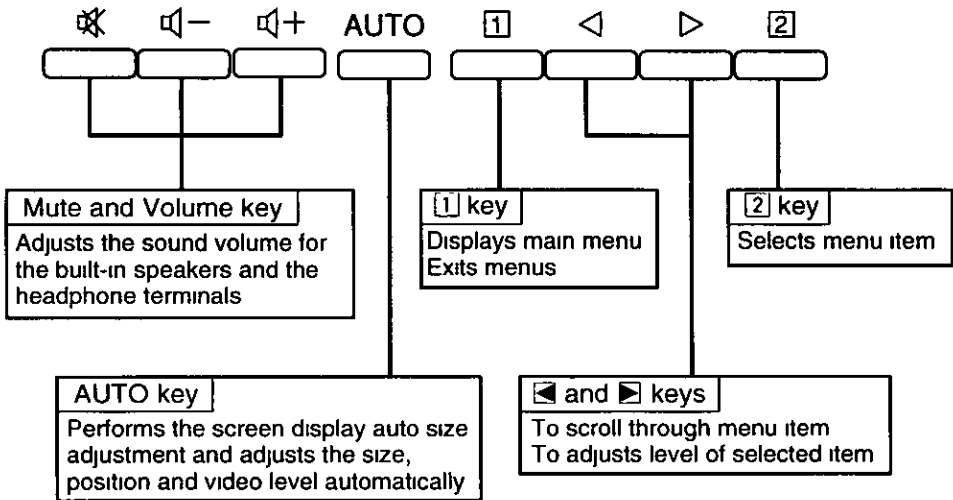 AUTO 1 2
Mute and Volume key
Adjusts the sound volume for
the built-in speakers and the
headphone terminals
1 key
Displays main menu
Exits menus
2 key
Selects menu item
AUTO key
Performs the screen display auto size
adjustment and adjusts the size,
position and video level automatically
◀ and ▶ keys
To scroll through menu item
To adjusts level of selected item